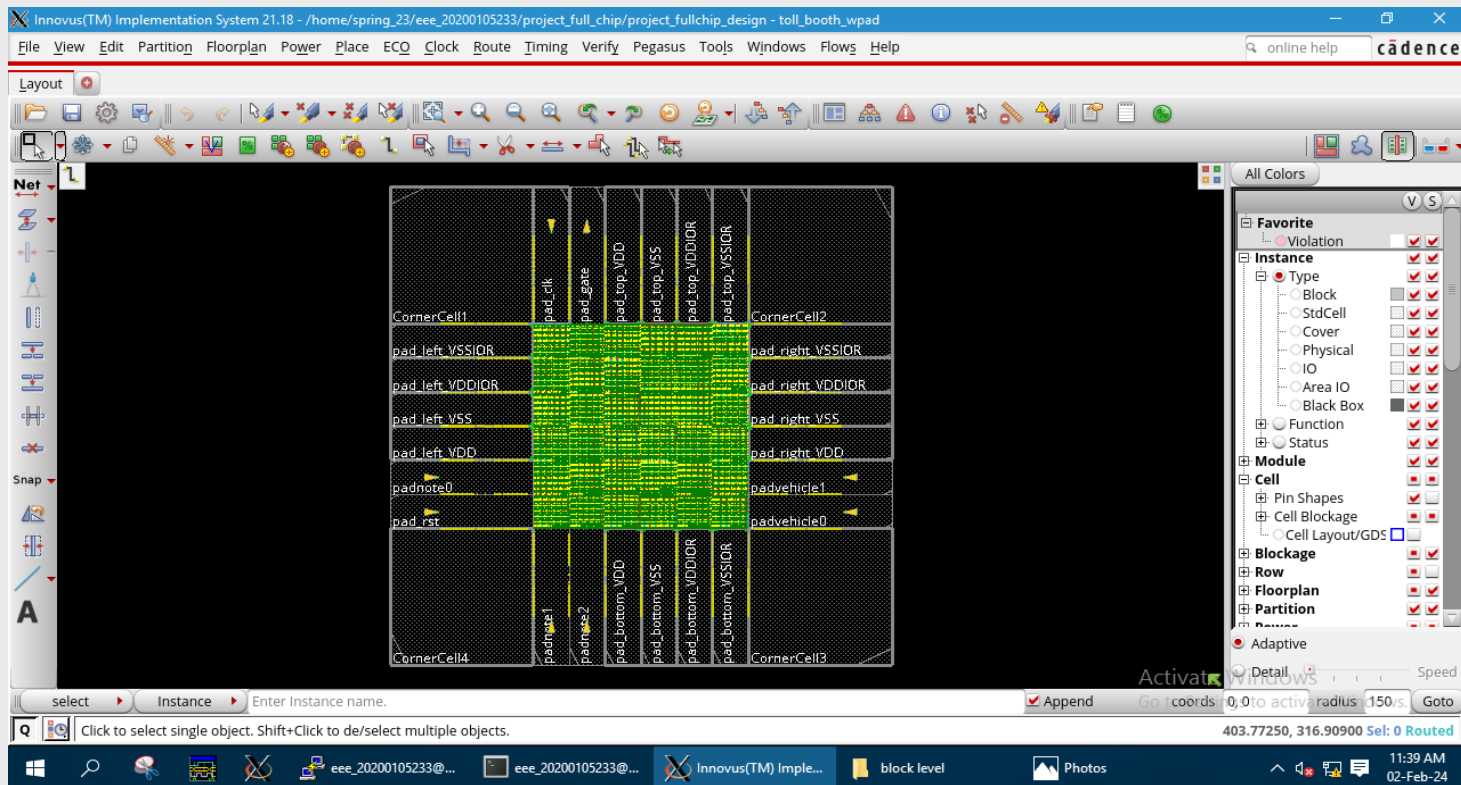 Innovus(TM) Implementation System 21.18 - /home/spring_23/eee_20200105233/project_full_chip/project_fullchip_design - toll_booth_wpad
File View Edit Partition Floorplan Power Place ECO Clock Route Timing Verify Pegasus Tools Windows Flows Help
online help cādence
Layout
Net
All Colors
V S
Favorite
Violation
Instance
Type
Block
StdCell
Cover
Physical
IO
Area IO
Black Box
Function
Status
Module
Cell
Pin Shapes
Cell Blockage
Cell Layout/GDS
Blockage
Row
Floorplan
Partition
Adaptive
Detail
Speed
Snap
A
CornerCell1
pad_clk
pad_gate
pad_top_VDD
pad_top_VSS
pad_top_VDDIOR
pad_top_VSSIOR
CornerCell2
pad_left_VSSIOR
pad_left_VDDIOR
pad_left_VSS
pad_left_VDD
padnote0
pad_rst
pad_right_VSSIOR
pad_right_VDDIOR
pad_right_VSS
pad_right_VDD
padvehicle1
padvehicle0
CornerCell4
padnote1
padnote2
pad_bottom_VDD
pad_bottom_VSS
pad_bottom_VDDIOR
pad_bottom_VSSIOR
CornerCell3
Activate Windows
Go to Settings to activate Windows.
select Instance Enter Instance name. Append coords 0,0 radius 150 Goto
Q Click to select single object. Shift+Click to de/select multiple objects. 403.77250, 316.90900 Sel: 0 Routed
eee_20200105233@... eee_20200105233@... Innovus(TM) Imple... block level Photos
11:39 AM
02-Feb-24